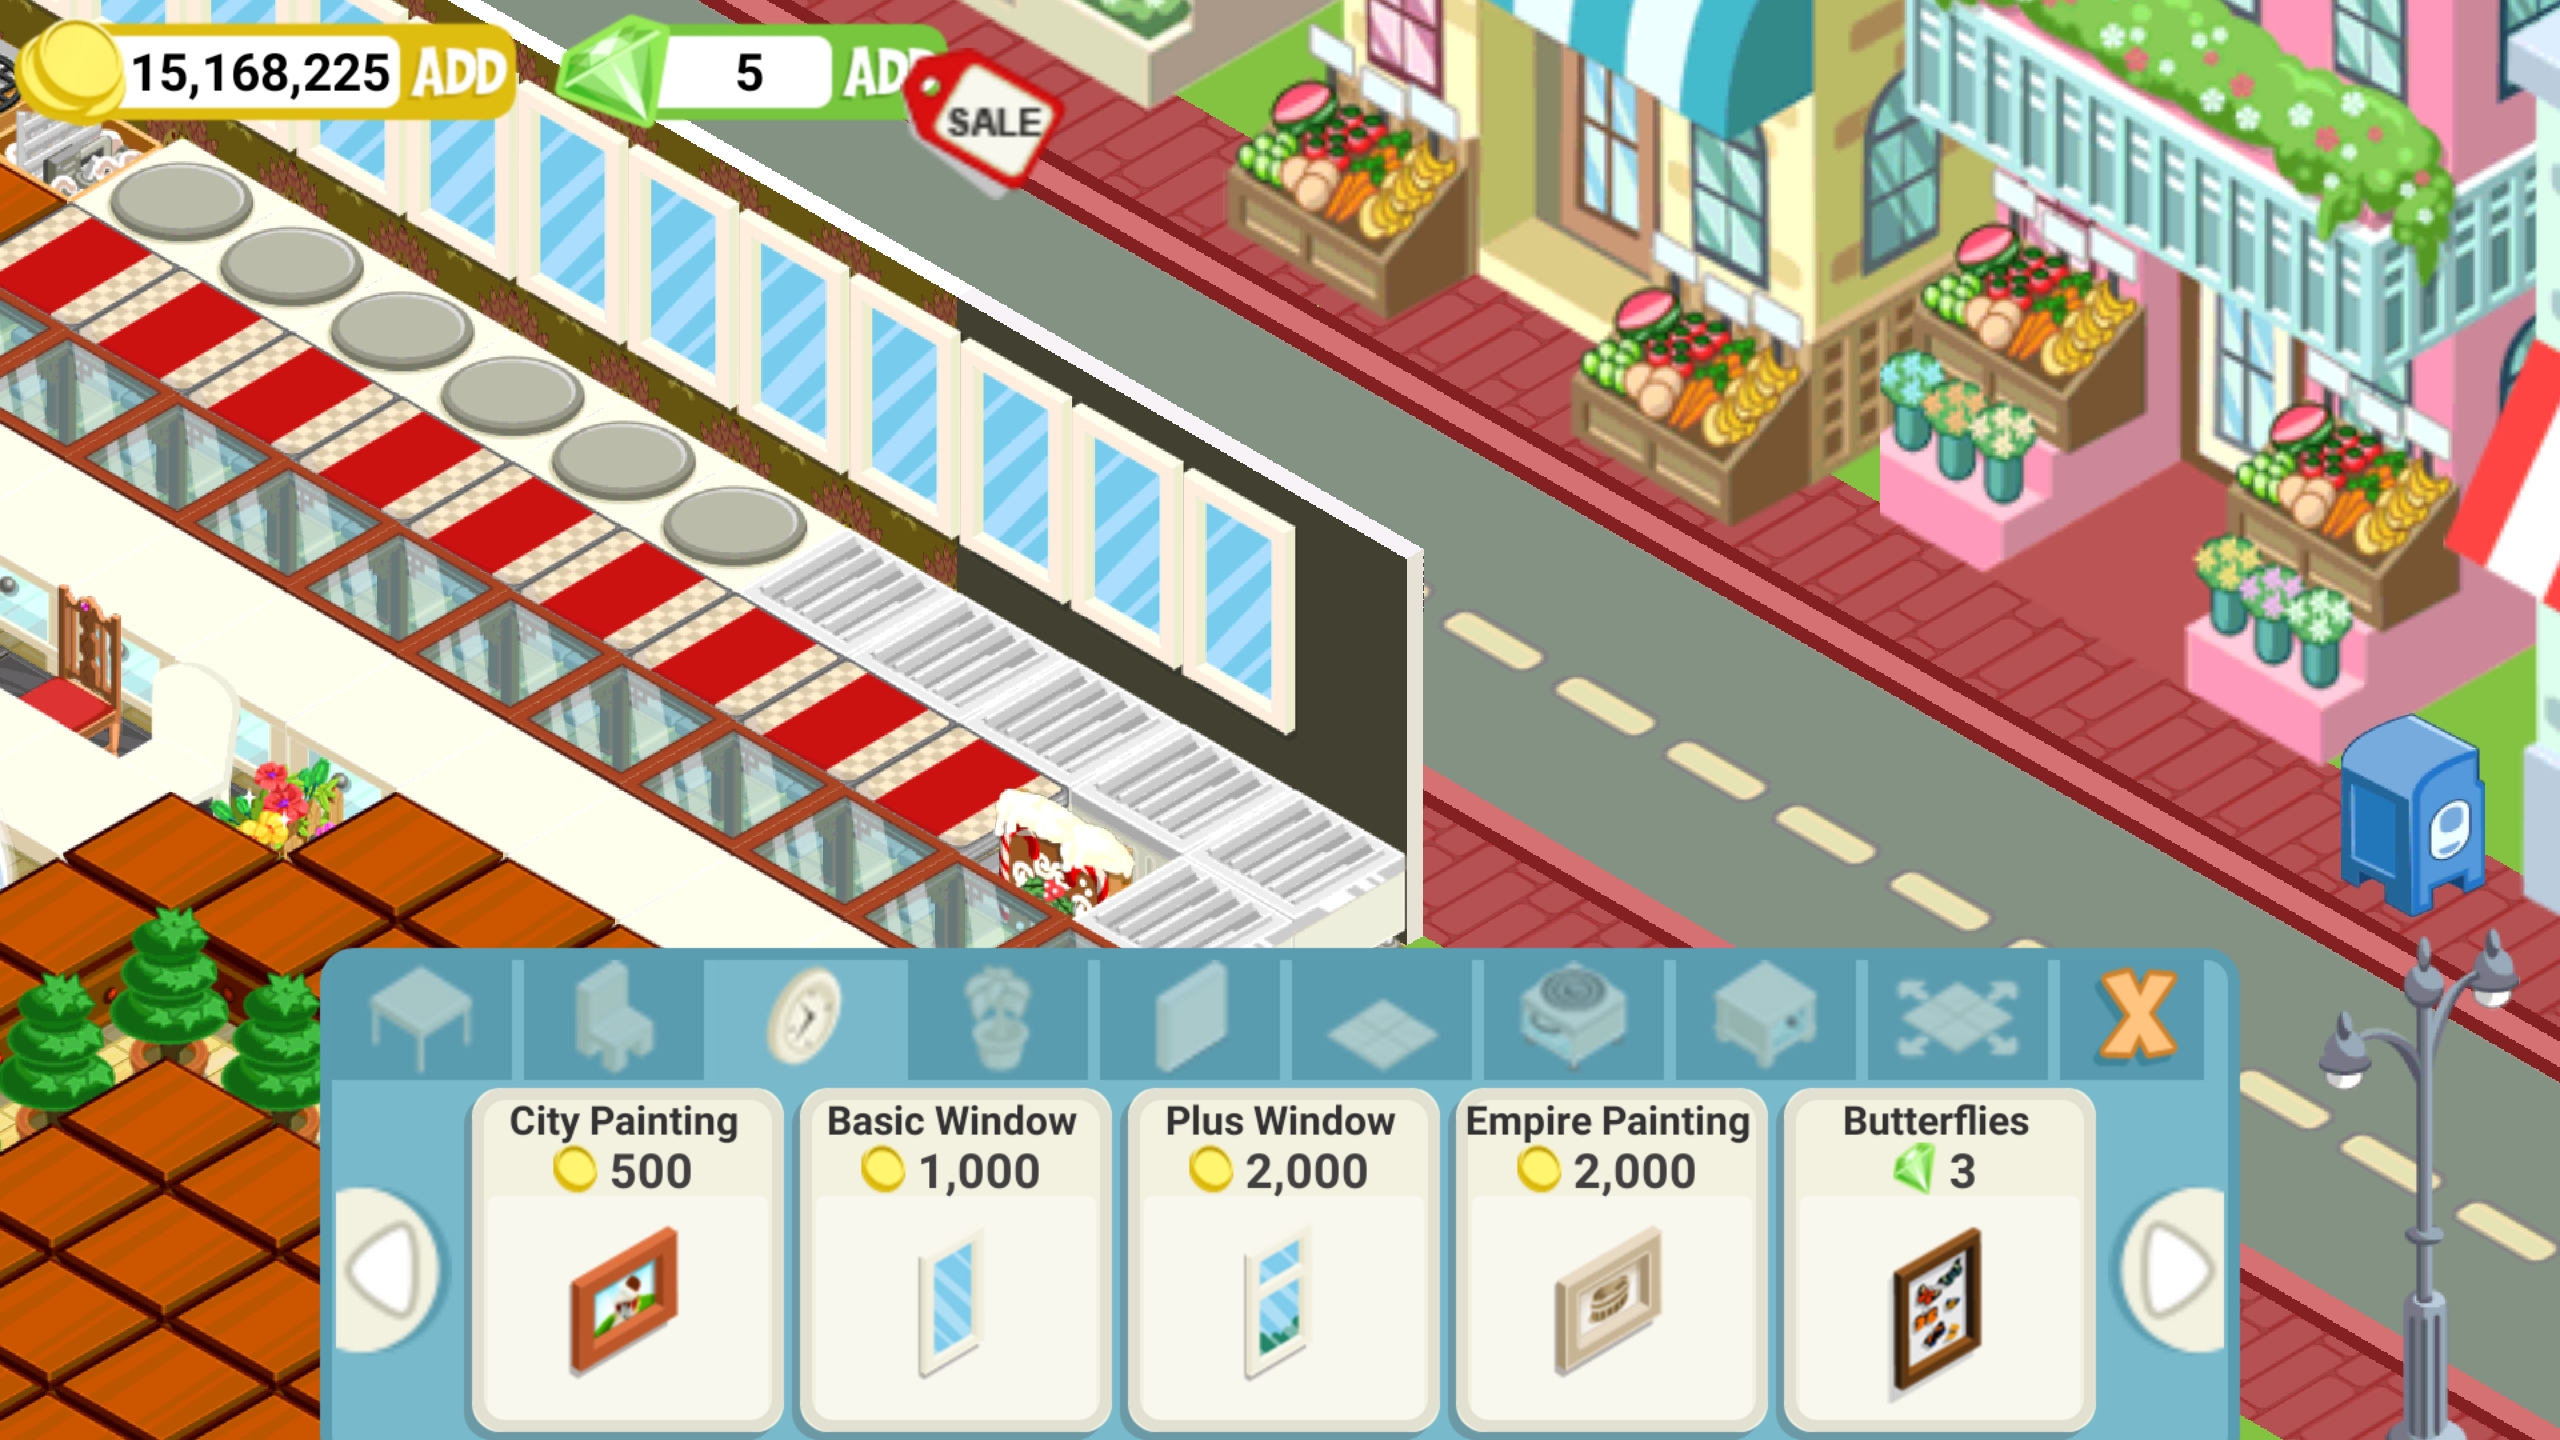 15,168,225 ADD
5 ADD
SALE
City Painting
500
Basic Window
1,000
Plus Window
2,000
Empire Painting
2,000
Butterflies
3
X